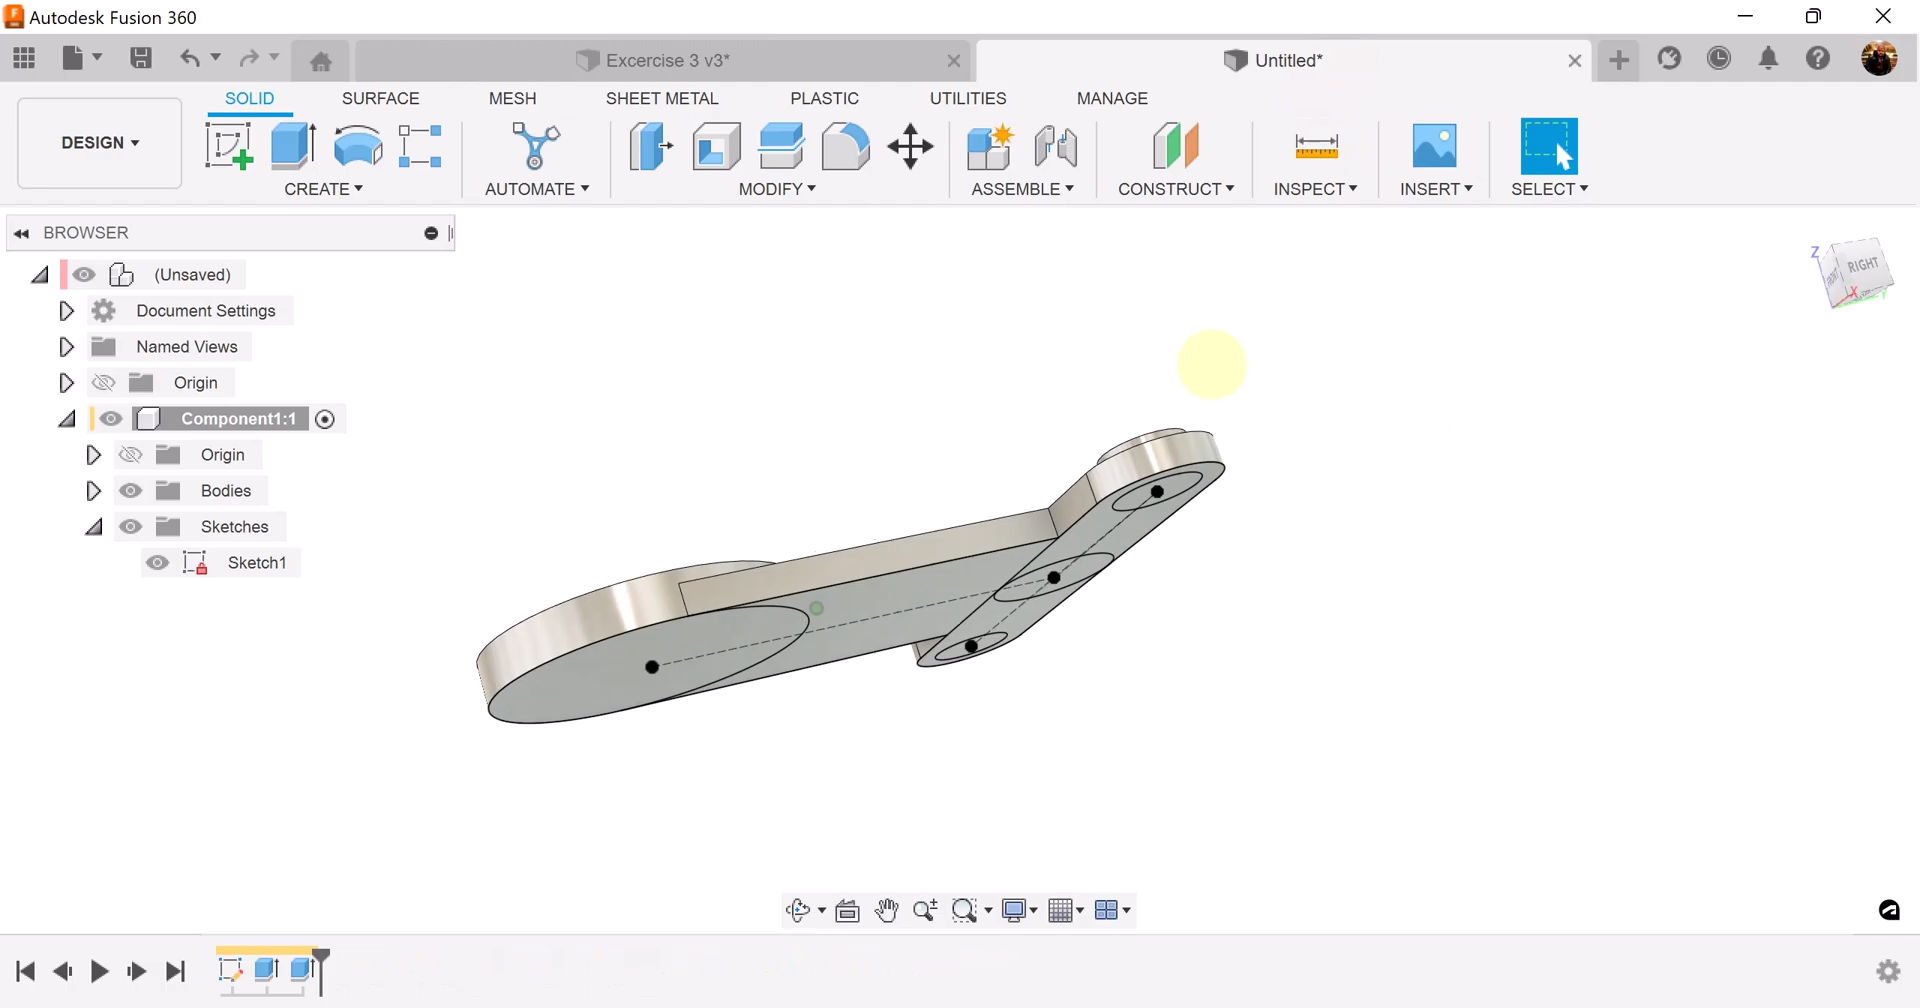 Autodesk Fusion 360
Excercise 3 v3*
Untitled*
SOLID SURFACE MESH SHEET METAL PLASTIC UTILITIES MANAGE
DESIGN
CREATE AUTOMATE MODIFY ASSEMBLE CONSTRUCT INSPECT INSERT SELECT
BROWSER
(Unsaved)
Document Settings
Named Views
Origin
Component1:1
Origin
Bodies
Sketches
Sketch1
Z
RIGHT
FRONT
X